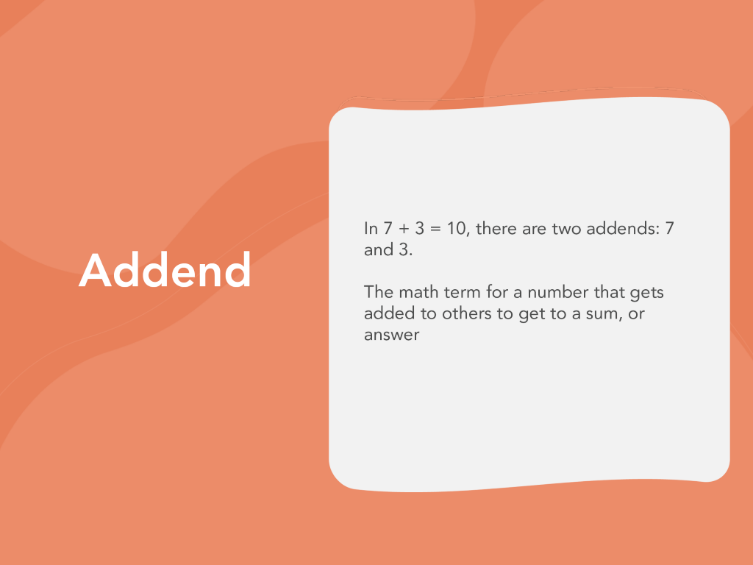 Addend
In 7 + 3 = 10, there are two addends: 7
and 3.
The math term for a number that gets
added to others to get to a sum, or
answer